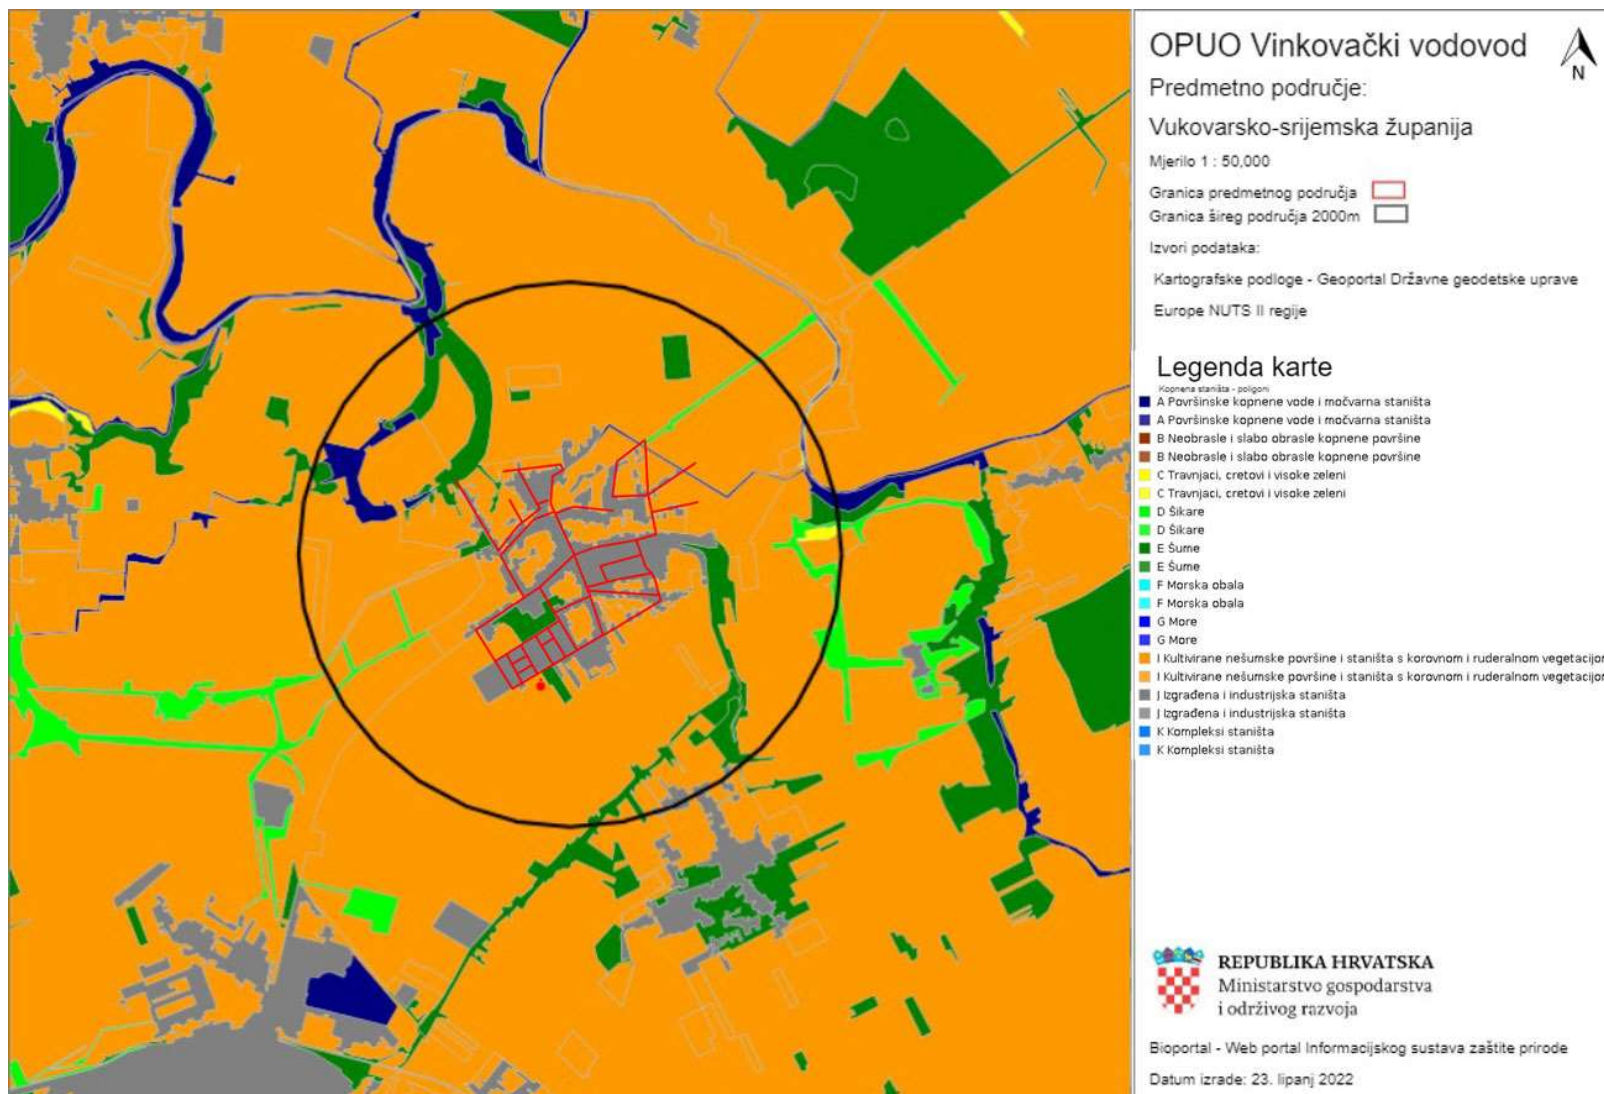 OPUO Vinkovački vodovod
N
Predmetno područje:
Vukovarsko-srijemska županija
Mjerilo 1 : 50,000
Granica predmetnog područja
Granica šireg područja 2000m
Izvori podataka:
Kartografske podloge - Geoportal Državne geodetske uprave
Europe NUTS II regije
Legenda karte
Kopnena staništa - poligoni
A Površinske kopnene vode i močvarna staništa
A Površinske kopnene vode i močvarna staništa
B Neobrasle i slabo obrasle kopnene površine
B Neobrasle i slabo obrasle kopnene površine
C Travnjaci, cretovi i visoke zeleni
C Travnjaci, cretovi i visoke zeleni
D Šikare
D Šikare
E Šume
E Šume
F Morska obala
F Morska obala
G More
G More
I Kultivirane nešumske površine i staništa s korovnom i ruderalnom vegetacijom
I Kultivirane nešumske površine i staništa s korovnom i ruderalnom vegetacijom
J Izgrađena i industrijska staništa
J Izgrađena i industrijska staništa
K Kompleksi staništa
K Kompleksi staništa
REPUBLIKA HRVATSKA
Ministarstvo gospodarstva
i održivog razvoja
Bioportal - Web portal Informacijskog sustava zaštite prirode
Datum izrade: 23. lipanj 2022